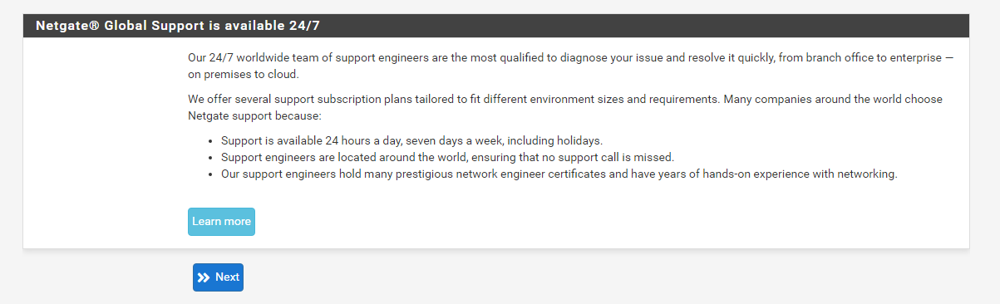 Netgate® Global Support is available 24/7
Our 24/7 worldwide team of support engineers are the most qualified to diagnose your issue and resolve it quickly, from branch office to enterprise —
on premises to cloud.
We offer several support subscription plans tailored to fit different environment sizes and requirements. Many companies around the world choose
Netgate support because:
• Support is available 24 hours a day, seven days a week, including holidays.
• Support engineers are located around the world, ensuring that no support call is missed.
• Our support engineers hold many prestigious network engineer certificates and have years of hands-on experience with networking.
Learn more
Next